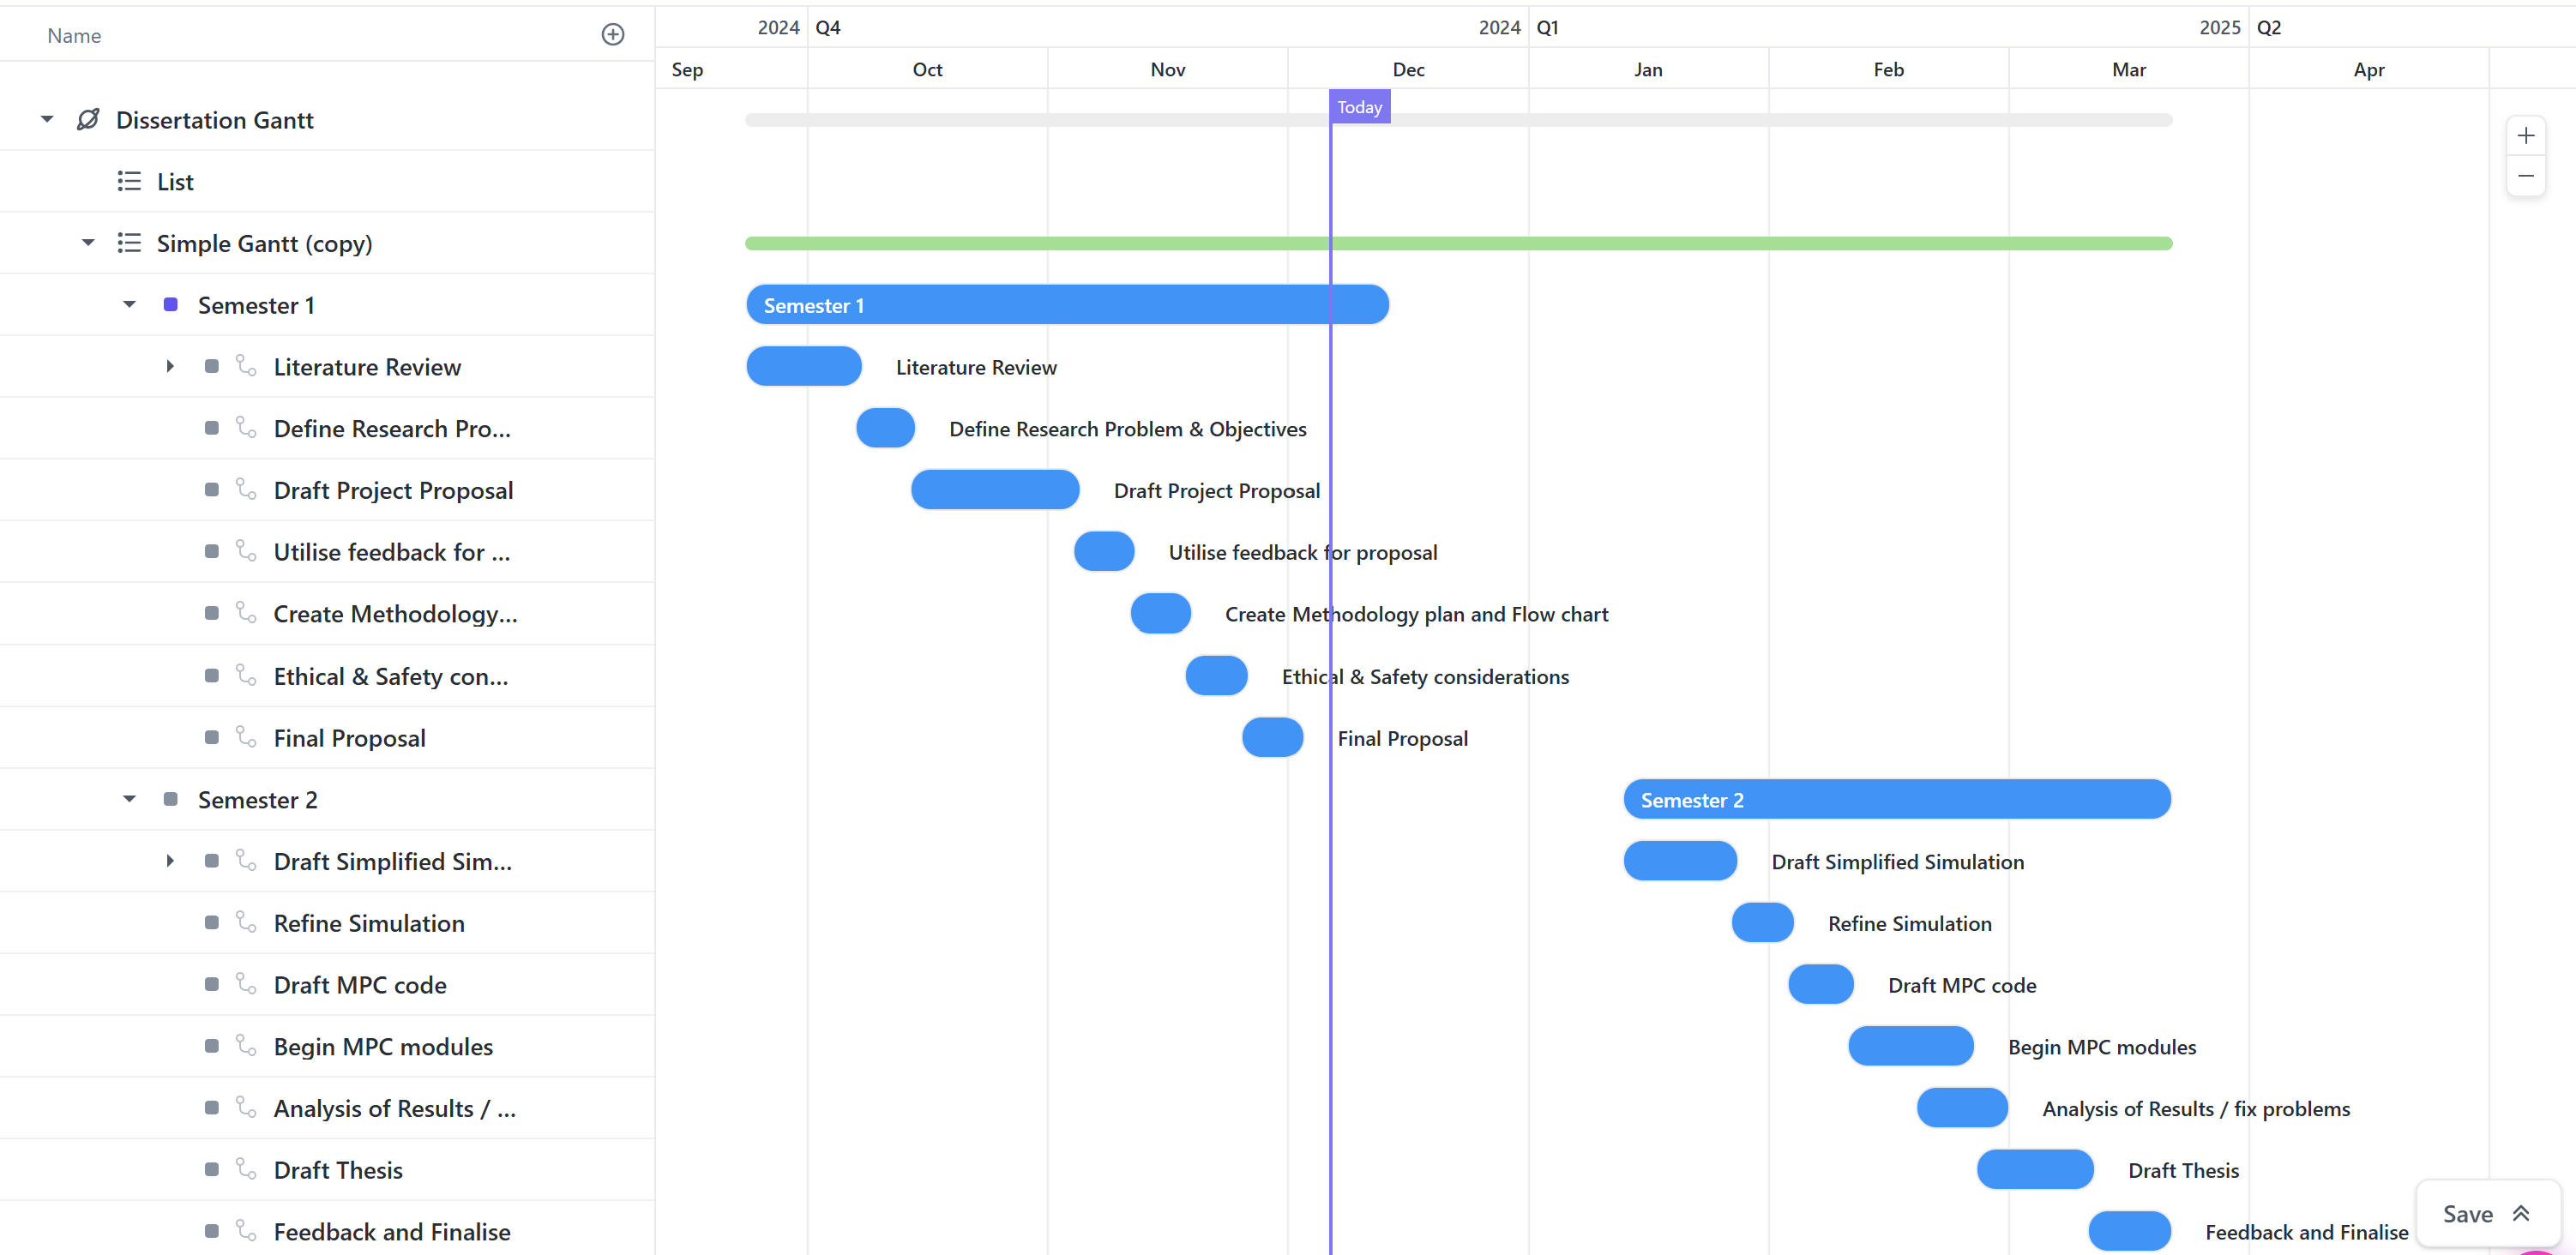 Name
2024 Q4 2024 Q1 2025 Q2
Sep Oct Nov Dec Jan Feb Mar Apr
Today
Dissertation Gantt
List
Simple Gantt (copy)
Semester 1 Semester 1
Literature Review Literature Review
Define Research Pro... Define Research Problem & Objectives
Draft Project Proposal Draft Project Proposal
Utilise feedback for ... Utilise feedback for proposal
Create Methodology... Create Methodology plan and Flow chart
Ethical & Safety con... Ethical & Safety considerations
Final Proposal Final Proposal
Semester 2 Semester 2
Draft Simplified Sim... Draft Simplified Simulation
Refine Simulation Refine Simulation
Draft MPC code Draft MPC code
Begin MPC modules Begin MPC modules
Analysis of Results / ... Analysis of Results / fix problems
Draft Thesis Draft Thesis
Save
Feedback and Finalise Feedback and Finalise